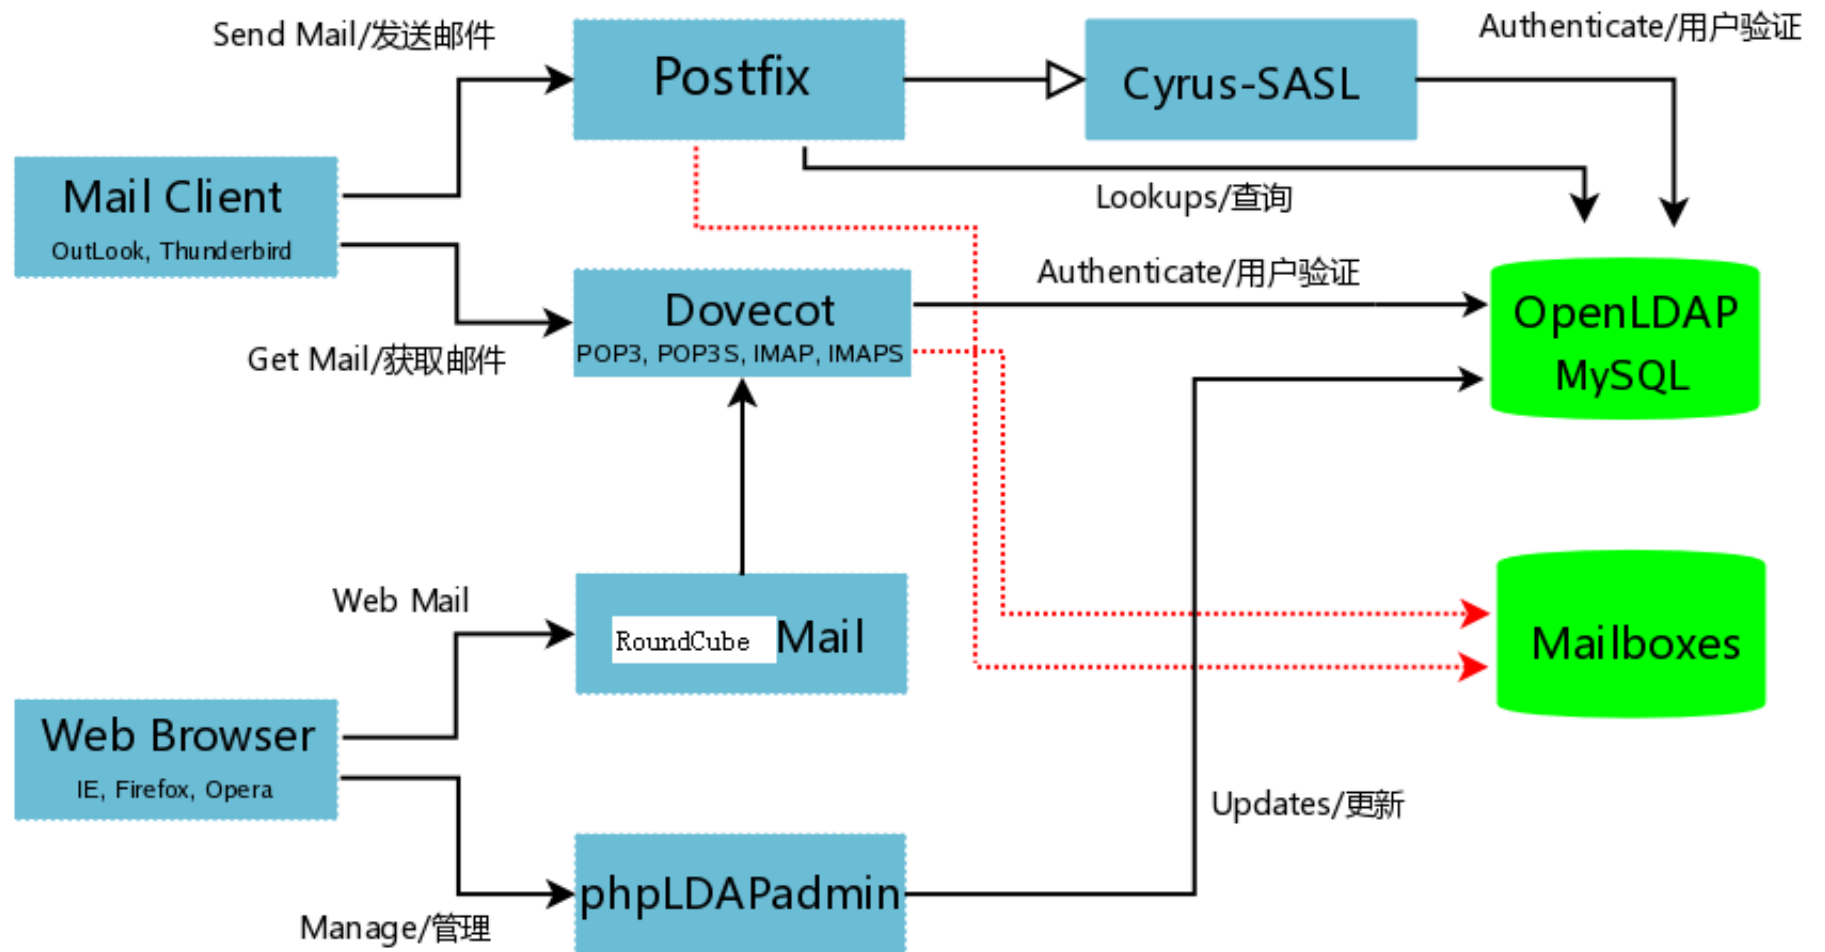 Send Mail/发送邮件
Postfix
Cyrus-SASL
Authenticate/用户验证
Mail Client
OutLook, Thunderbird
Lookups/查询
Get Mail/获取邮件
Dovecot
POP3, POP3S, IMAP, IMAPS
Authenticate/用户验证
OpenLDAP
MySQL
Web Mail
RoundCube Mail
Mailboxes
Web Browser
IE, Firefox, Opera
Updates/更新
Manage/管理
phpLDAPadmin